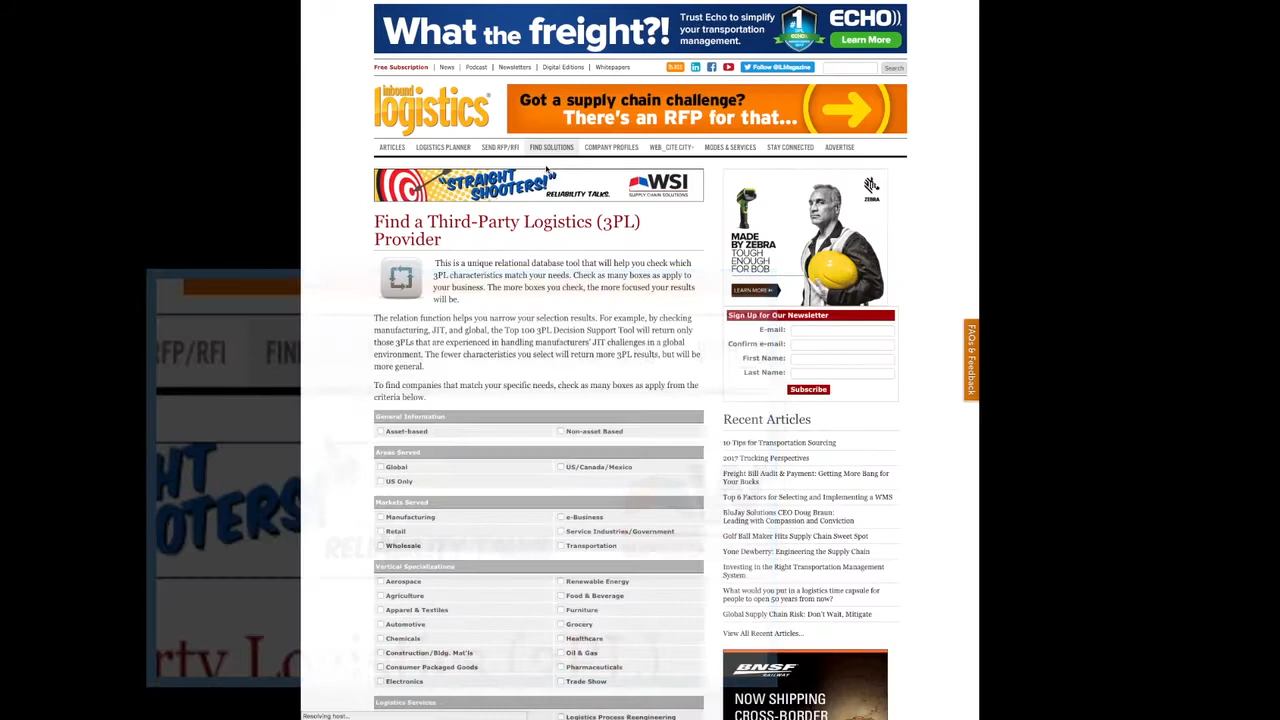 What the freight?!
Trust Echo to simplify
your transportation
management.
#1
3PL
ECHO
Learn More
Free Subscription | News | Podcast | Newsletters | Digital Editions | Whitepapers
RSS
Follow @ILMagazine
Search
inbound
logistics
Got a supply chain challenge?
There's an RFP for that...
ARTICLES LOGISTICS PLANNER SEND RFP/RFI FIND SOLUTIONS COMPANY PROFILES WEB_CITE CITY MODES & SERVICES STAY CONNECTED ADVERTISE
"STRAIGHT
SHOOTERS!"
RELIABILITY TALKS.
WSI
SUPPLY CHAIN SOLUTIONS
Find a Third-Party Logistics (3PL)
Provider
This is a unique relational database tool that will help you check which
3PL characteristics match your needs. Check as many boxes as apply to
your business. The more boxes you check, the more focused your results
will be.
The relation function helps you narrow your selection results. For example, by checking
manufacturing, JIT, and global, the Top 100 3PL Decision Support Tool will return only
those 3PLs that are experienced in handling manufacturers' JIT challenges in a global
environment. The fewer characteristics you select will return more 3PL results, but will be
more general.
To find companies that match your specific needs, check as many boxes as apply from the
criteria below.
General Information
Asset-based
Non-asset Based
Areas Served
Global
US/Canada/Mexico
US Only
Markets Served
Manufacturing
e-Business
Retail
Service Industries/Government
Wholesale
Transportation
Vertical Specializations
Aerospace
Renewable Energy
Agriculture
Food & Beverage
Apparel & Textiles
Furniture
Automotive
Grocery
Chemicals
Healthcare
Construction/Bldg. Mat'ls
Oil & Gas
Consumer Packaged Goods
Pharmaceuticals
Electronics
Trade Show
Logistics Services
Logistics Process Reengineering
ZEBRA
MADE
BY ZEBRA
TOUGH
ENOUGH
FOR BOB
LEARN MORE
Sign Up for Our Newsletter
E-mail:
Confirm e-mail:
First Name:
Last Name:
Subscribe
Recent Articles
10 Tips for Transportation Sourcing
2017 Trucking Perspectives
Freight Bill Audit & Payment: Getting More Bang for
Your Bucks
Top 6 Factors for Selecting and Implementing a WMS
BluJay Solutions CEO Doug Braun:
Leading with Compassion and Conviction
Golf Ball Maker Hits Supply Chain Sweet Spot
Yone Dewberry: Engineering the Supply Chain
Investing in the Right Transportation Management
System
What would you put in a logistics time capsule for
people to open 50 years from now?
Global Supply Chain Risk: Don't Wait, Mitigate
View All Recent Articles...
BNSF
RAILWAY
NOW SHIPPING
CROSS-BORDER
FAQs & Feedback
Resolving host...